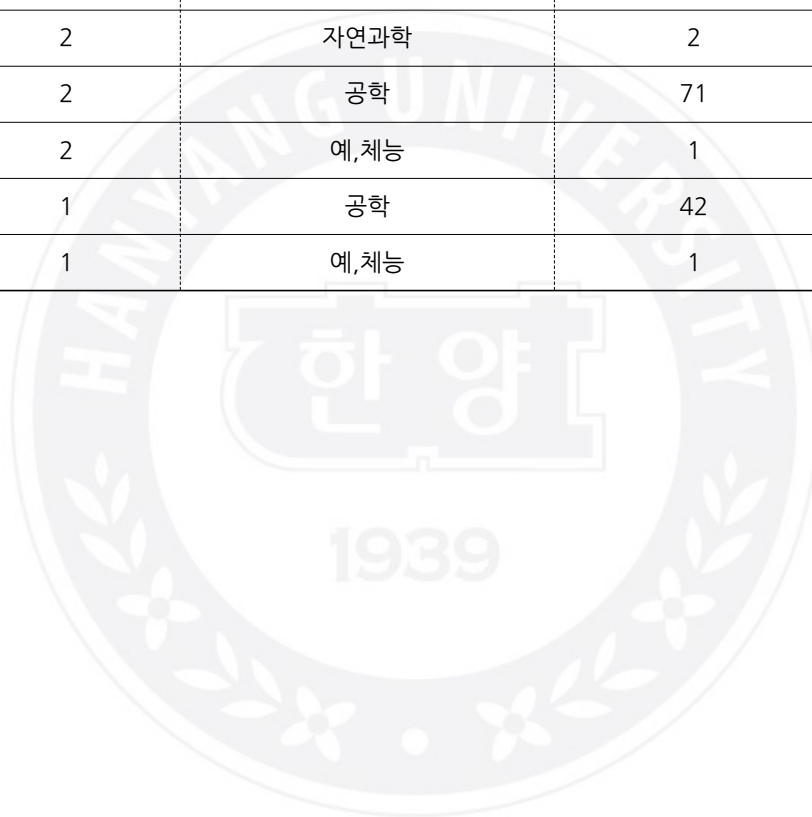 2 자연과학 2
2 공학 71
2 예,체능 1
1 공학 42
1 예,체능 1
HANYANG UNIVERSITY
한양
1939